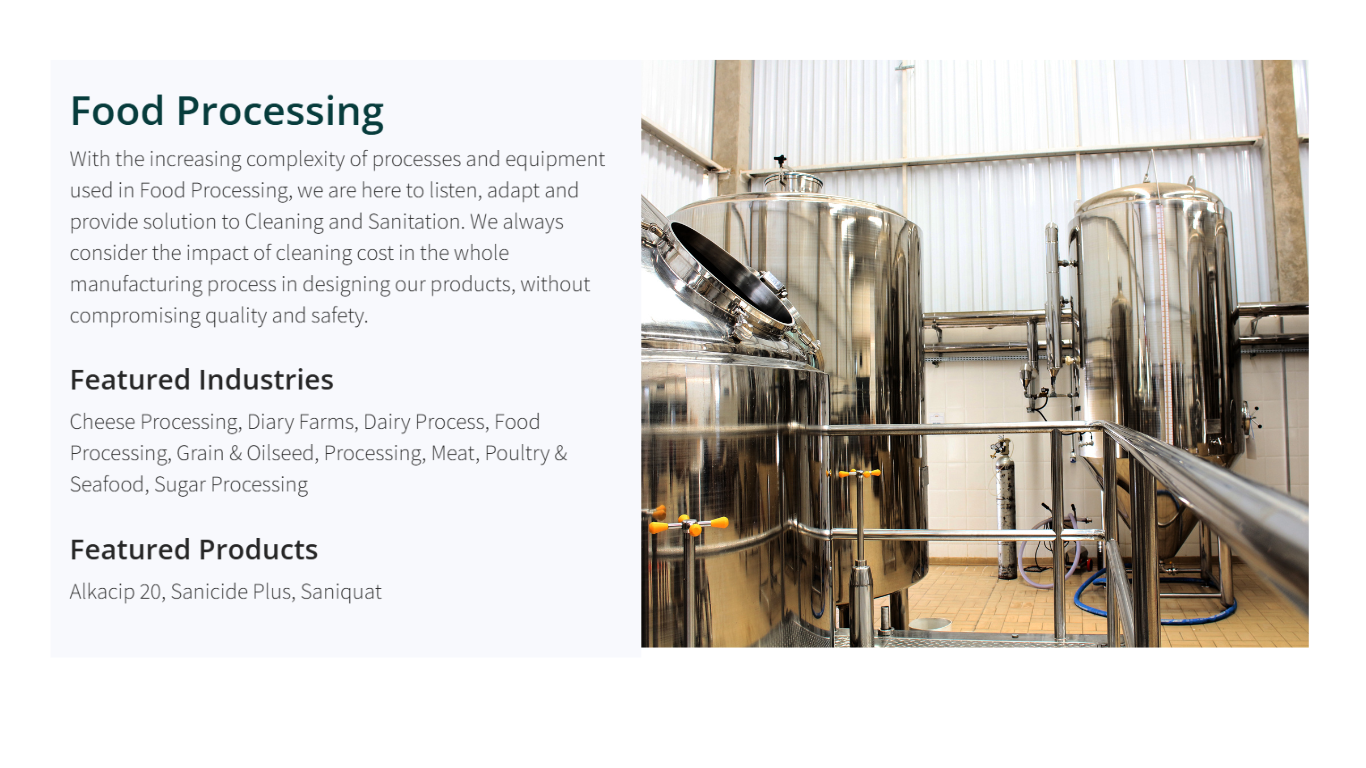 Food Processing
With the increasing complexity of processes and equipment
used in Food Processing, we are here to listen, adapt and
provide solution to Cleaning and Sanitation. We always
consider the impact of cleaning cost in the whole
manufacturing process in designing our products, without
compromising quality and safety.
Featured Industries
Cheese Processing, Diary Farms, Dairy Process, Food
Processing, Grain & Oilseed, Processing, Meat, Poultry &
Seafood, Sugar Processing
Featured Products
Alkacip 20, Sanicide Plus, Saniquat